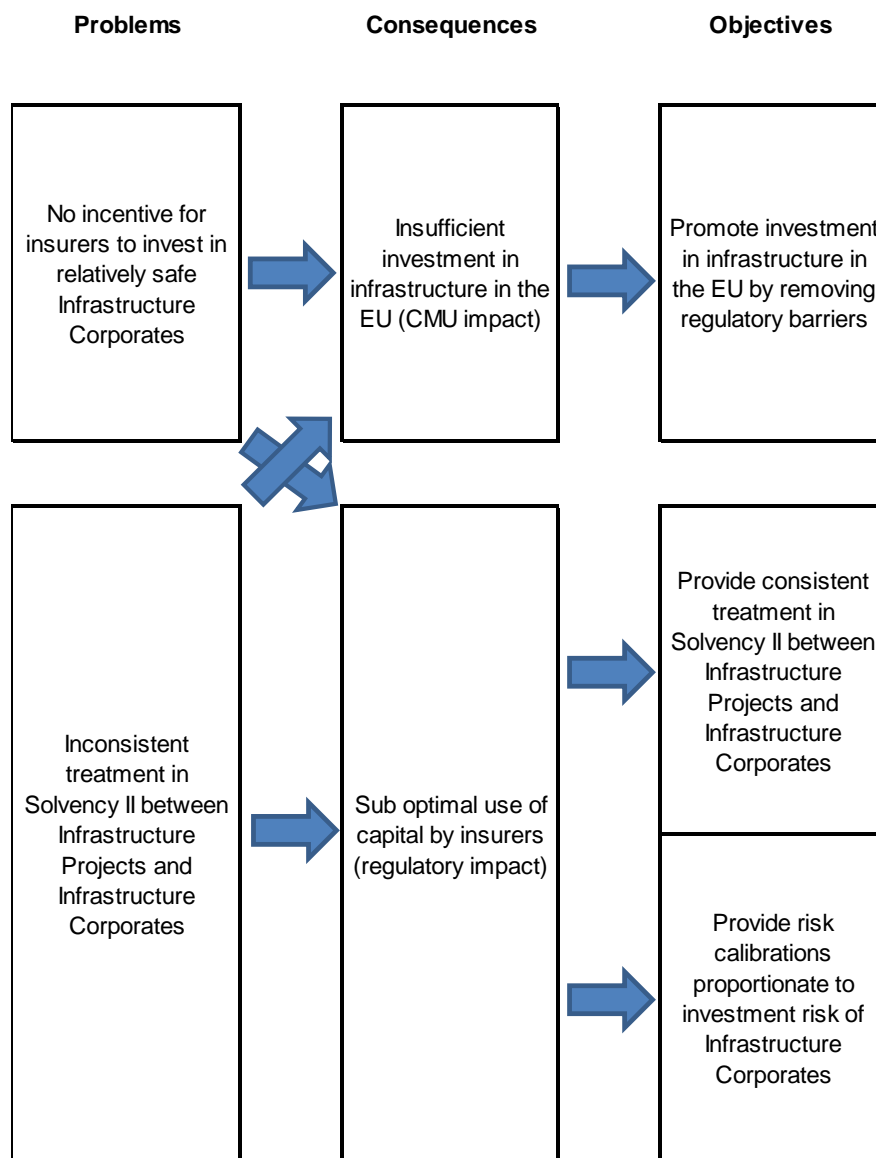 Problems
Consequences
Objectives
No incentive for
insurers to invest in
relatively safe
Infrastructure
Corporates
Insufficient
investment in
infrastructure in the
EU (CMU impact)
Promote investment
in infrastructure in
the EU by removing
regulatory barriers
Inconsistent
treatment in
Solvency II between
Infrastructure
Projects and
Infrastructure
Corporates
Sub optimal use of
capital by insurers
(regulatory impact)
Provide consistent
treatment in
Solvency II between
Infrastructure
Projects and
Infrastructure
Corporates
Provide risk
calibrations
proportionate to
investment risk of
Infrastructure
Corporates